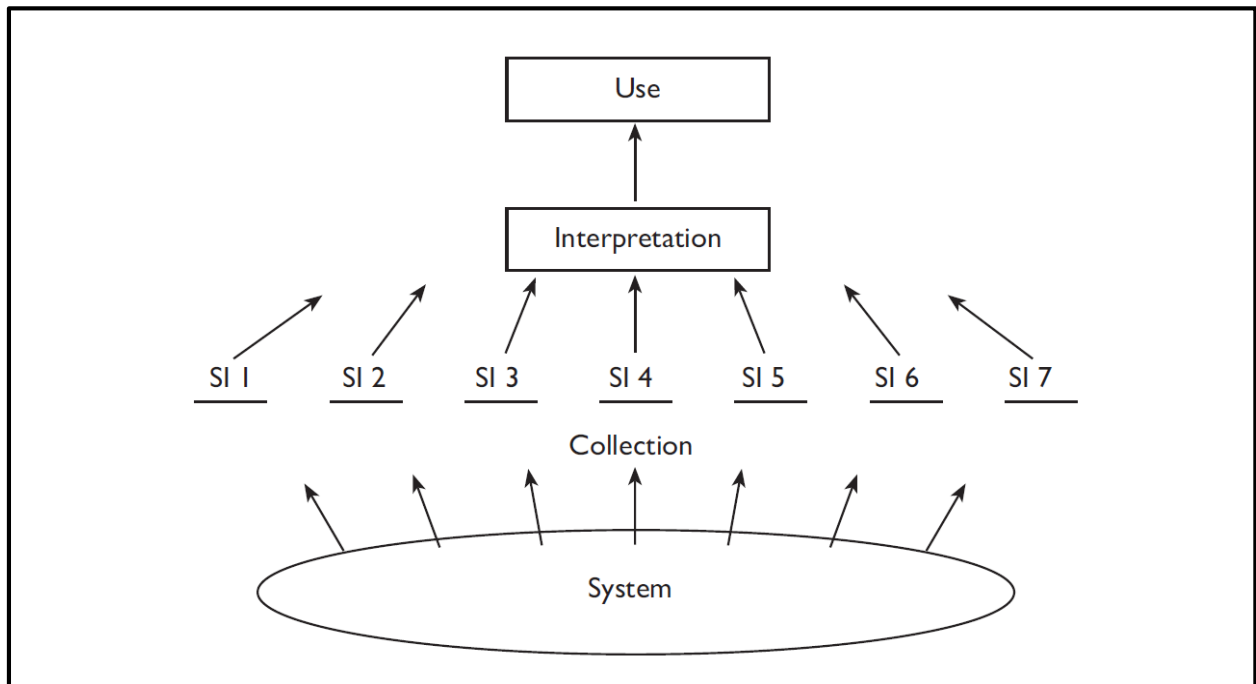 Use
Interpretation
SI 1 SI 2 SI 3 SI 4 SI 5 SI 6 SI 7
Collection
System